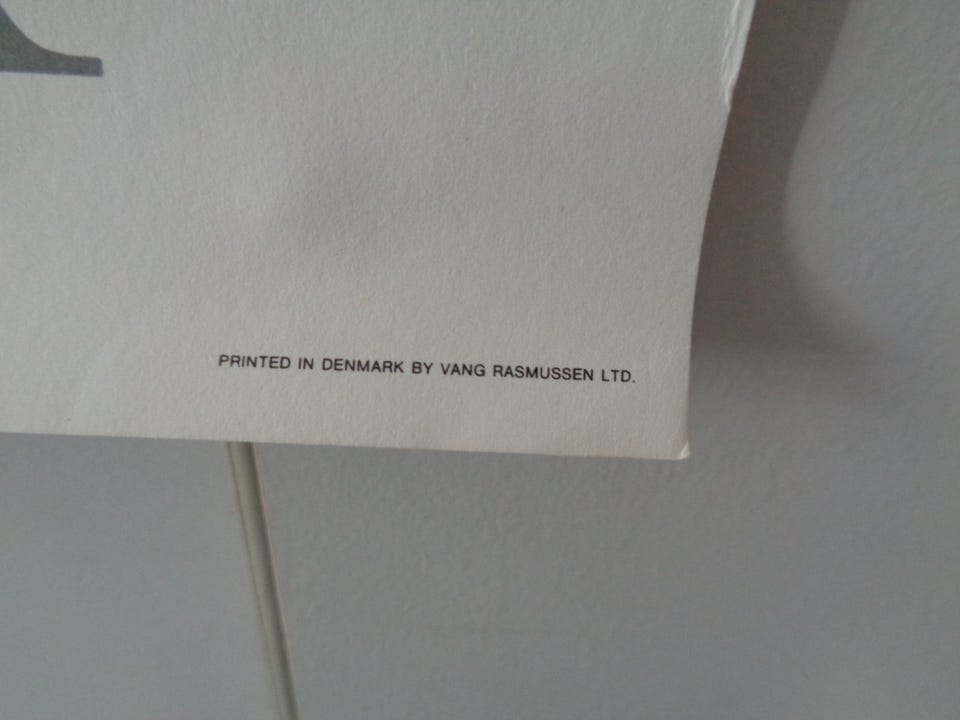 PRINTED IN DENMARK BY VANG RASMUSSEN LTD.